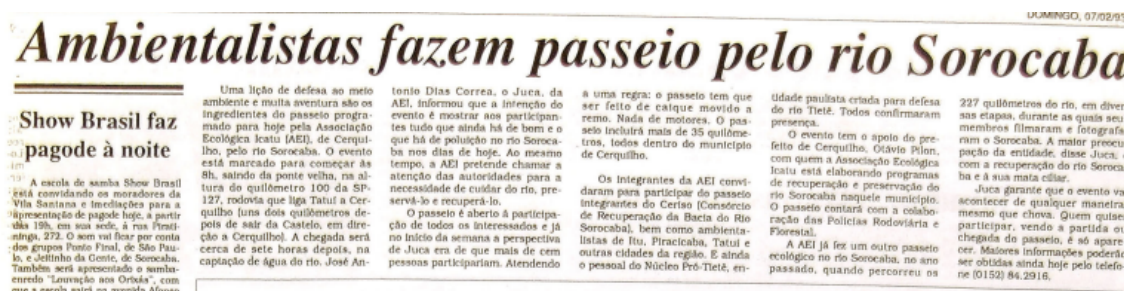 DOMINGO, 07/02/93
Ambientalistas fazem passeio pelo rio Sorocaba
Show Brasil faz
pagode à noite
A escola de samba Show Brasil
está convidando os moradores da
Vila Santana e imediações para a
apresentação de pagode hoje, a partir
das 19h, em sua sede, à rua Pirati-
ninga, 272. O som vai ficar por conta
dos grupos Ponto Final, de São Pau-
lo, e Jeitinho da Gente, de Sorocaba.
Também será apresentado o samba-
enredo "Louvação aos Orixás", com
que a escola sairá na avenida Afonso
Uma lição de defesa ao meio
ambiente e muita aventura são os
ingredientes do passeio progra-
mado para hoje pela Associação
Ecológica Icatu (AEI), de Cerqui-
lho, pelo rio Sorocaba. O evento
está marcado para começar às
8h, saindo da ponte velha, na al-
tura do quilômetro 100 da SP-
127, rodovia que liga Tatuí a Cer-
quilho (uns dois quilômetros de-
pois de sair da Castelo, em dire-
ção a Cerquilho). A chegada será
cerca de sete horas depois, na
captação de água do rio. José An-
tonio Dias Correa, o Juca, da
AEI, informou que a intenção do
evento é mostrar aos participan-
tes tudo que ainda há de bom e o
que há de poluição no rio Soroca-
ba nos dias de hoje. Ao mesmo
tempo, a AEI pretende chamar a
atenção das autoridades para a
necessidade de cuidar do rio, pre-
servá-lo e recuperá-lo.
O passeio é aberto à participa-
ção de todos os interessados e já
no início da semana a perspectiva
de Juca era de que mais de cem
pessoas participariam. Atendendo
a uma regra: o passeio tem que
ser feito de caique movido a
remo. Nada de motores. O pas-
seio incluirá mais de 35 quilôme-
tros, todos dentro do município
de Cerquilho.
Os integrantes da AEI convi-
daram para participar do passeio
integrantes do Ceriso (Consórcio
de Recuperação da Bacia do Rio
Sorocaba), bem como ambienta-
listas de Itu, Piracicaba, Tatuí e
outras cidades da região. E ainda
o pessoal do Núcleo Pró-Tietê, en-
tidade paulista criada para defesa
do rio Tietê. Todos confirmaram
presença.
O evento tem o apoio do pre-
feito de Cerquilho, Otávio Pilon,
com quem a Associação Ecológica
Icatu está elaborando programas
de recuperação e preservação do
rio Sorocaba naquele município.
O passeio contará com a colabo-
ração das Polícias Rodoviária e
Florestal.
A AEI já fez um outro passeio
ecológico no rio Sorocaba, no ano
passado, quando percorreu os
227 quilômetros do rio, em diver
sas etapas, durante as quais seu
membros filmaram e fotografa
ram o Sorocaba. A maior preocu
pação da entidade, disse Juca,
com a recuperação do rio Soroca
ba e à sua mata ciliar.
Juca garante que o evento va
acontecer de qualquer maneira
mesmo que chova. Quem quise
participar, vendo a partida ou
chegada do passeio, é só apare
cer. Maiores informações poderão
ser obtidas ainda hoje pelo telefo-
ne (0152) 84.2916.